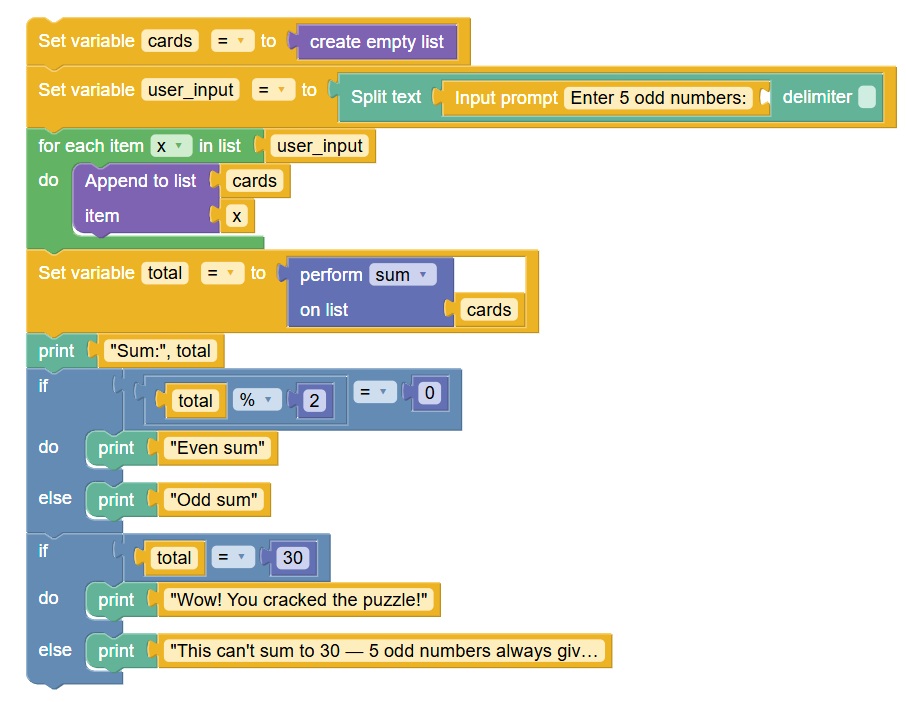 Set variable cards = to create empty list
Set variable user_input = to Split text Input prompt Enter 5 odd numbers: delimiter
for each item x in list user_input
do Append to list cards
item x
Set variable total = to perform sum
on list cards
print "Sum:", total
if total % 2 = 0
do print "Even sum"
else print "Odd sum"
if total = 30
do print "Wow! You cracked the puzzle!"
else print "This can't sum to 30 — 5 odd numbers always giv…